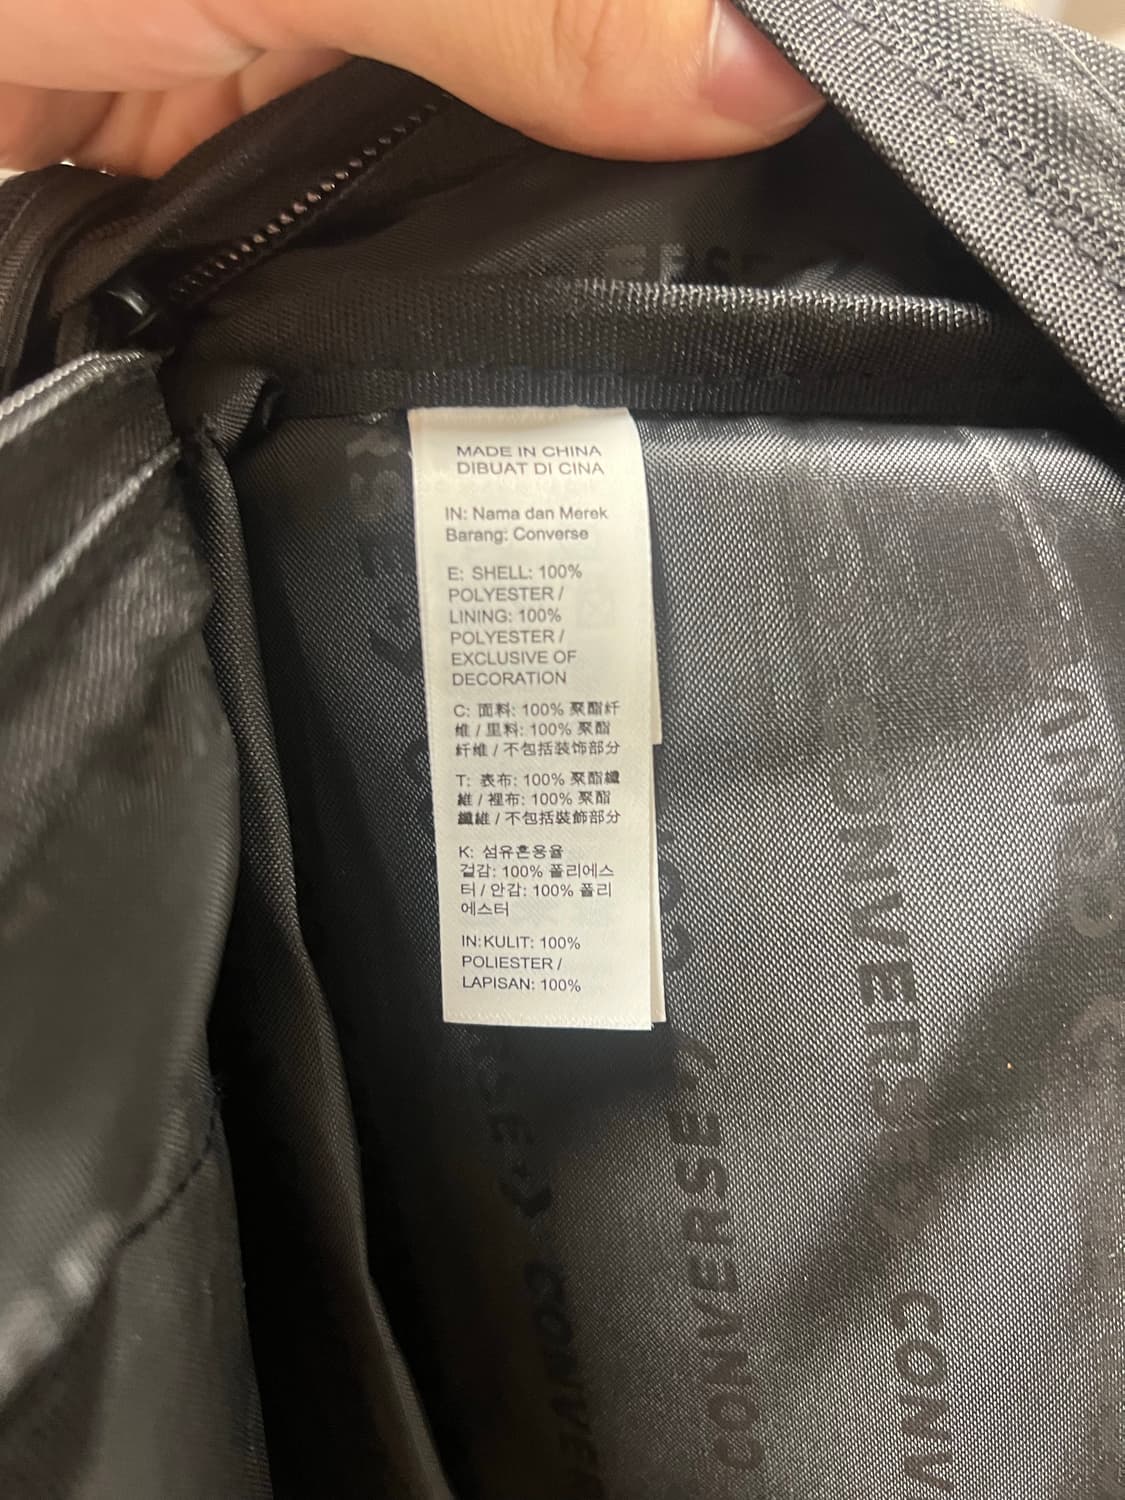 MADE IN CHINA
DIBUAT DI CINA
IN: Nama dan Merek
Barang: Converse
E: SHELL: 100%
POLYESTER /
LINING: 100%
POLYESTER /
EXCLUSIVE OF
DECORATION
C: 面料: 100% 聚酯纤
维 / 里料: 100% 聚酯
纤维 / 不包括装饰部分
T: 表布: 100% 聚酯纖
維 / 裡布: 100% 聚酯
纖維 / 不包括裝飾部分
K: 섬유혼용율
겉감: 100% 폴리에스
터 / 안감: 100% 폴리
에스터
IN:KULIT: 100%
POLIESTER /
LAPISAN: 100%
CONVERSE
CONVERSE
CONV